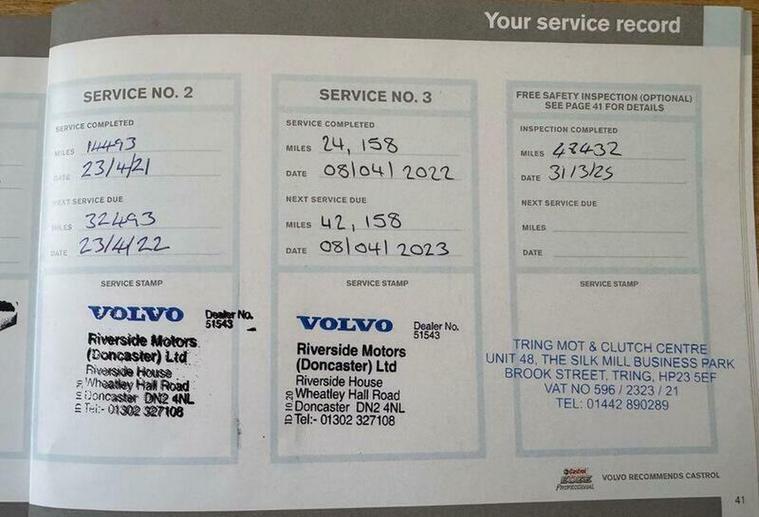 Your service record
SERVICE NO. 2
SERVICE COMPLETED
MILES 14493
DATE 23/4/21
NEXT SERVICE DUE
MILES 32493
DATE 23/4/22
SERVICE STAMP
VOLVO
Dealer No.
51543
Riverside Motors
(Doncaster) Ltd
Riverside House
Wheatley Hall Road
Doncaster DN2 4NL
Tel:- 01302 327108
SERVICE NO. 3
SERVICE COMPLETED
MILES 24,158
DATE 08/04/2022
NEXT SERVICE DUE
MILES 42,158
DATE 08/04/2023
SERVICE STAMP
VOLVO
Dealer No.
51543
Riverside Motors
(Doncaster) Ltd
Riverside House
Wheatley Hall Road
Doncaster DN2 4NL
Tel:- 01302 327108
ID 10.20
FREE SAFETY INSPECTION (OPTIONAL)
SEE PAGE 41 FOR DETAILS
INSPECTION COMPLETED
MILES 48432
DATE 31/3/25
NEXT SERVICE DUE
MILES
DATE
SERVICE STAMP
TRING MOT & CLUTCH CENTRE
UNIT 48, THE SILK MILL BUSINESS PARK
BROOK STREET, TRING, HP23 5EF
VAT NO 596 / 2323 / 21
TEL: 01442 890289
Castrol
EDGE
PROFESSIONAL
VOLVO RECOMMENDS CASTROL
41